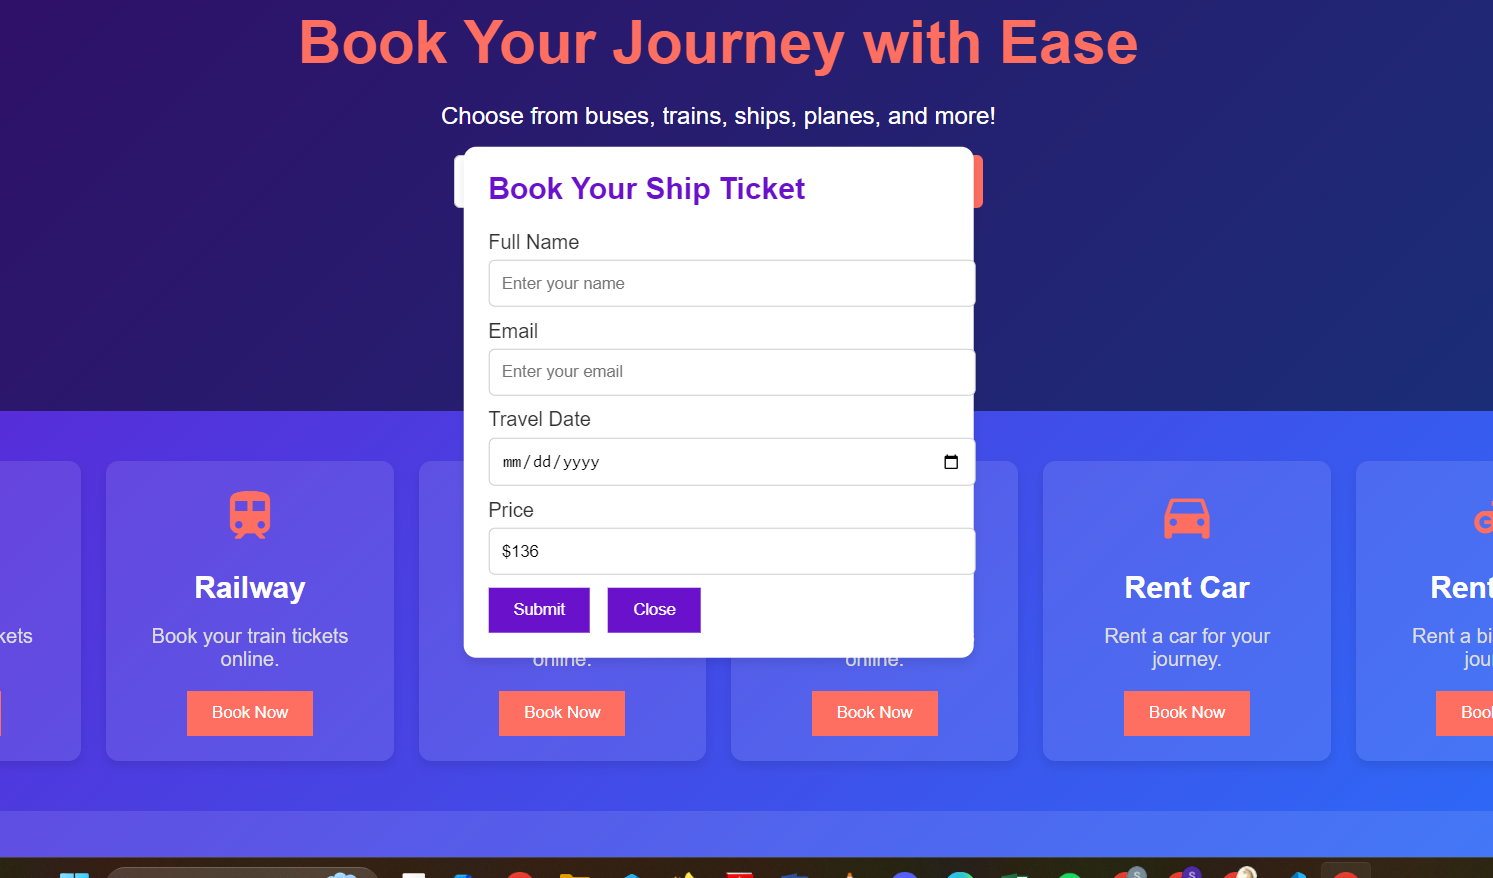 Book Your Journey with Ease
Choose from buses, trains, ships, planes, and more!
Book Your Ship Ticket
Full Name
Enter your name
Email
Enter your email
Travel Date
mm/dd/yyyy
Price
$136
Submit
Close
Railway
Book your train tickets
online.
Book Now
online.
Book Now
online.
Book Now
Rent Car
Rent a car for your
journey.
Book Now
Rent
Rent a bi
jou
Boo
kets